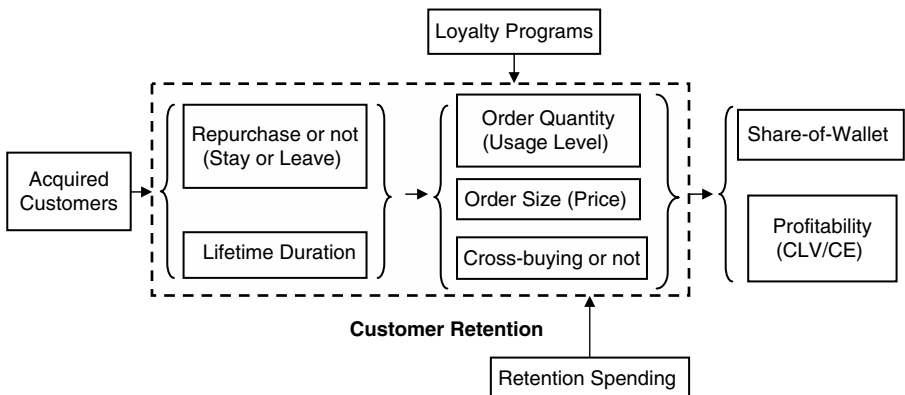 Loyalty Programs
Acquired
Customers
Repurchase or not
(Stay or Leave)
Lifetime Duration
Order Quantity
(Usage Level)
Order Size (Price)
Cross-buying or not
Share-of-Wallet
Profitability
(CLV/CE)
Customer Retention
Retention Spending